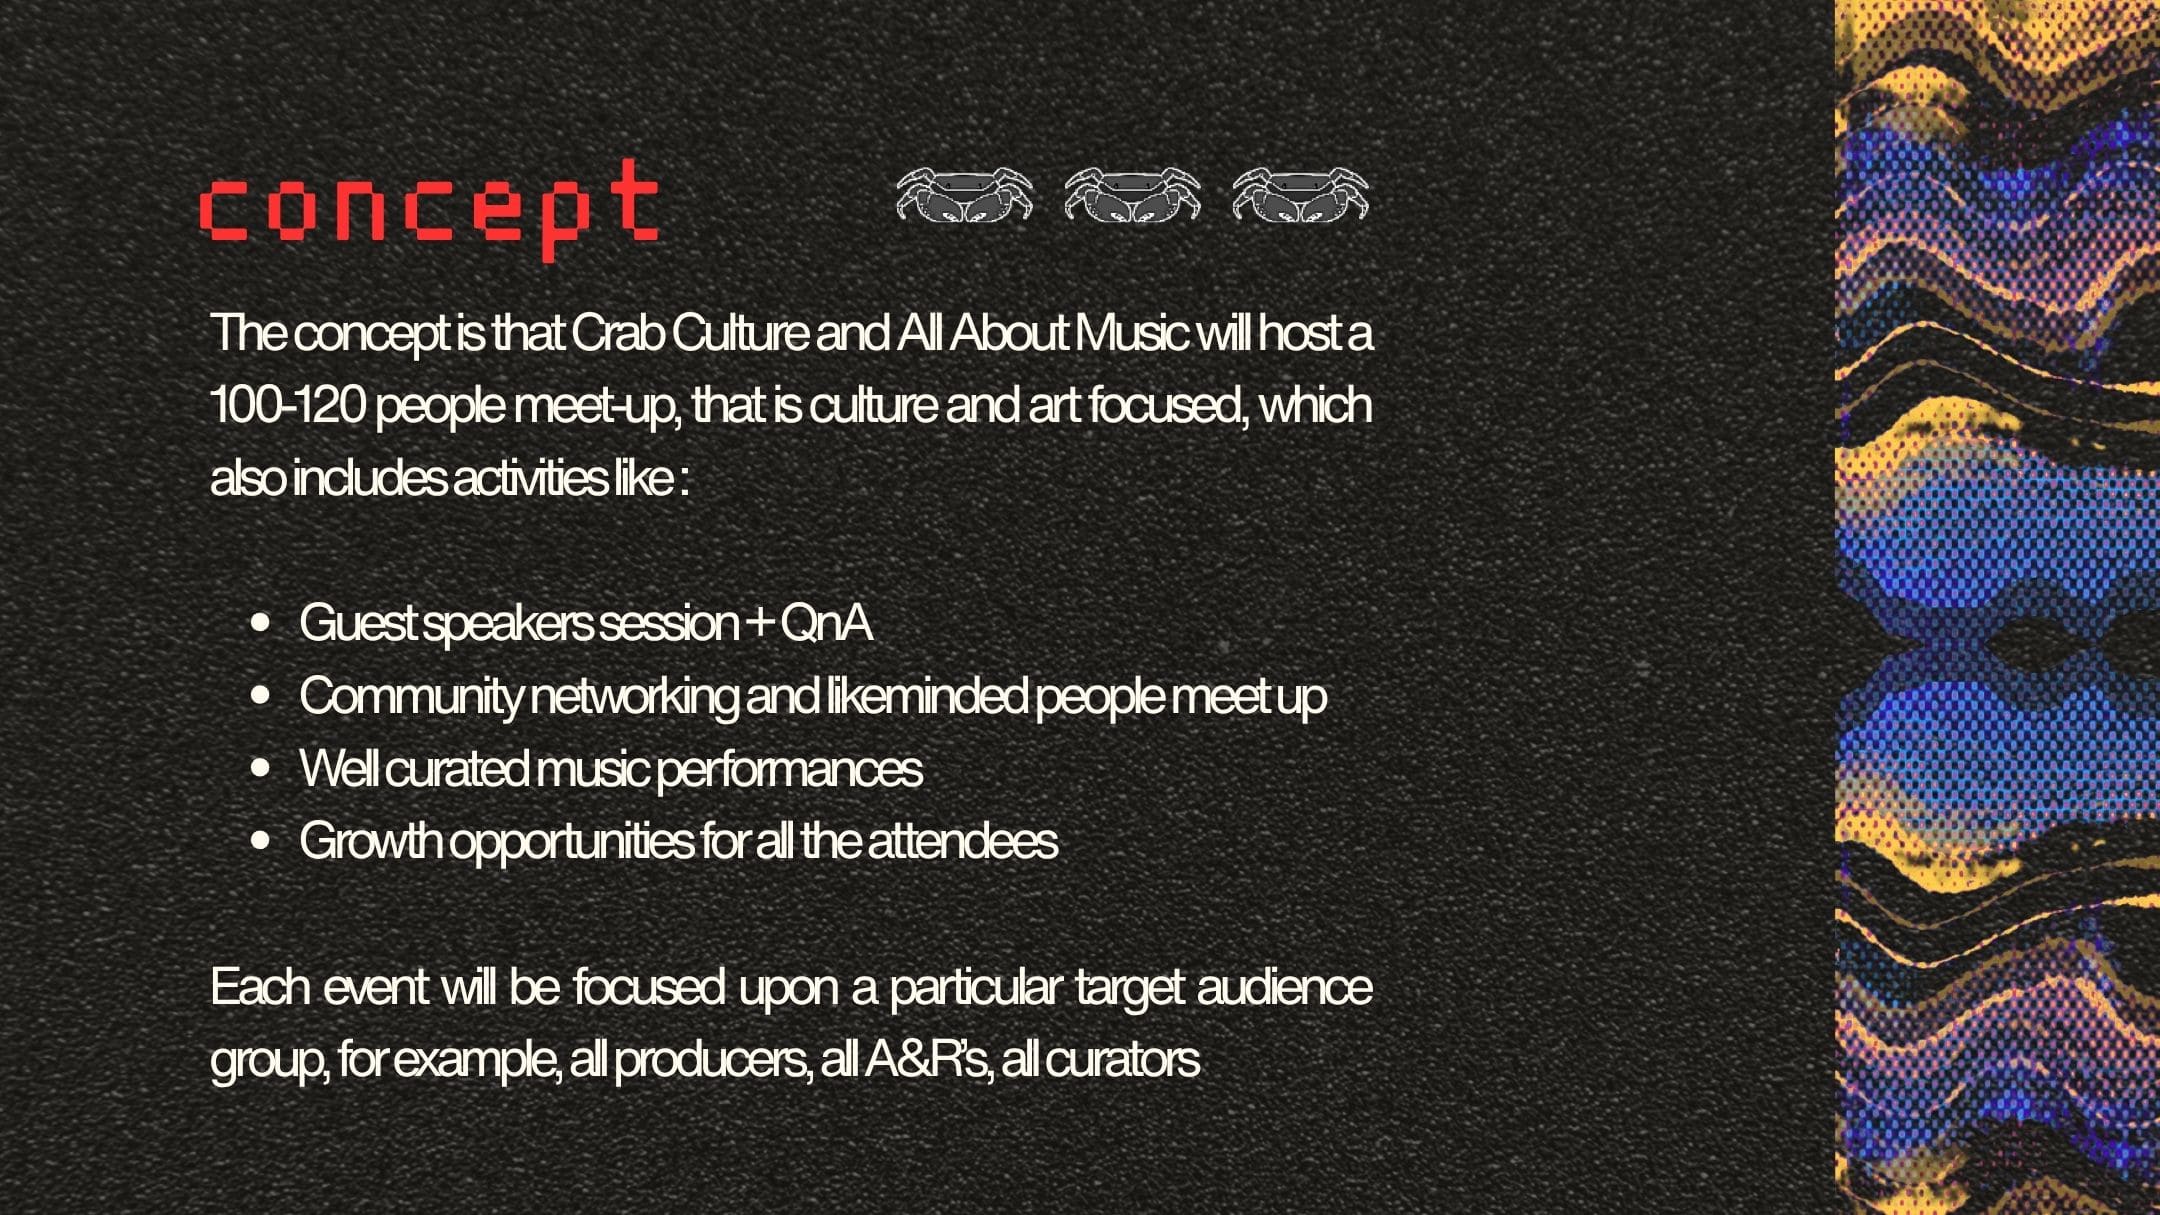 concept
The concept is that Crab Culture and All About Music will host a
100-120 people meet-up, that is culture and art focused, which
also includes activities like :
• Guest speakers session + QnA
• Community networking and likeminded people meet up
• Well curated music performances
• Growth opportunities for all the attendees
Each event will be focused upon a particular target audience
group, for example, all producers, all A&R’s, all curators